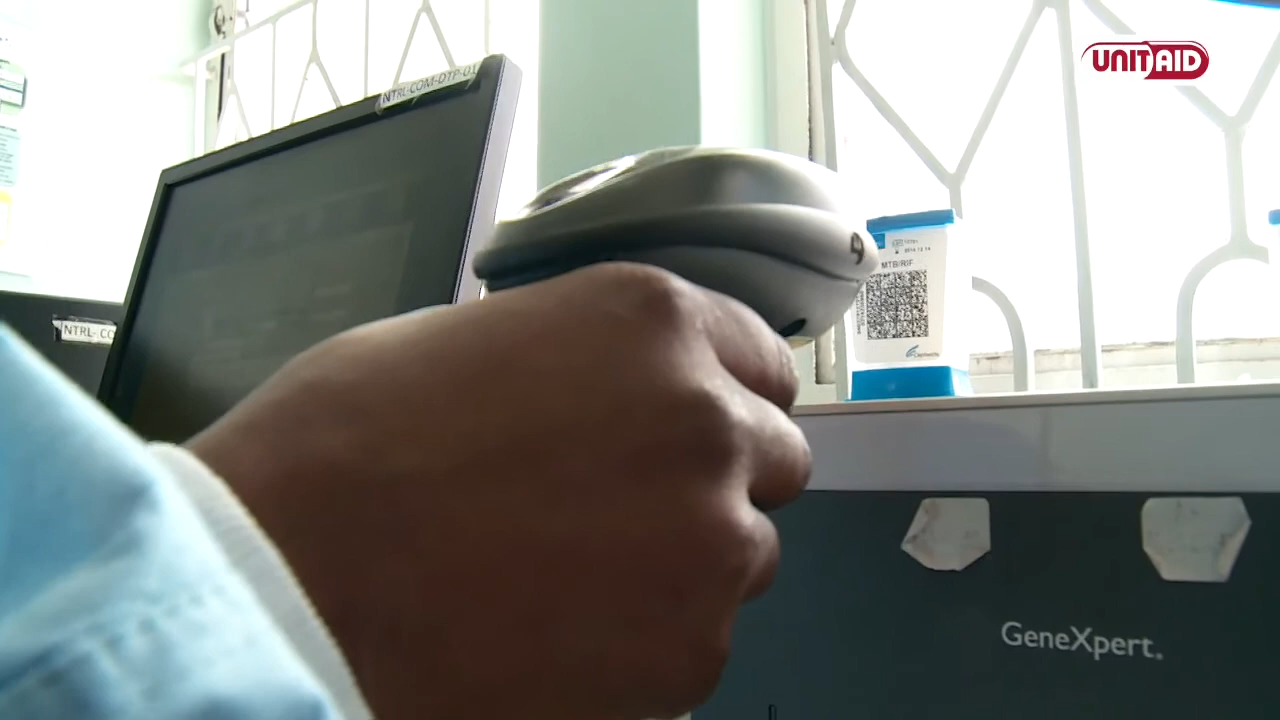 UNITAID
NTRL-COM-DTP-01
NTRL-CO
MTB/RIF
GeneXpert.